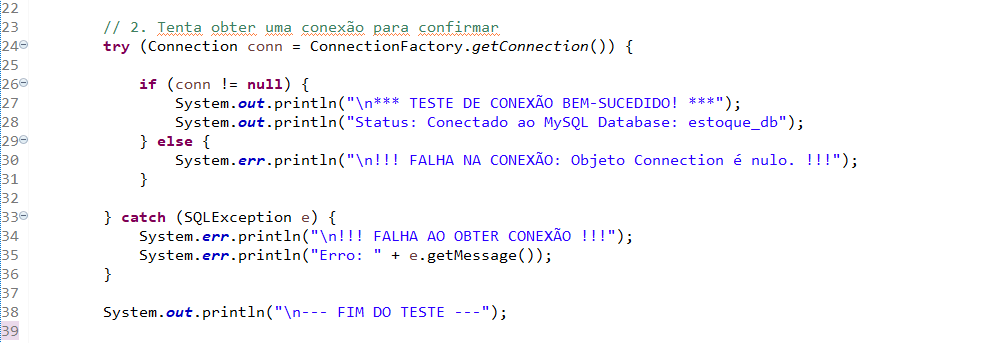 22
23 // 2. Tenta obter uma conexão para confirmar
24 try (Connection conn = ConnectionFactory.getConnection()) {
25
26 if (conn != null) {
27 System.out.println("\n*** TESTE DE CONEXÃO BEM-SUCEDIDO! ***");
28 System.out.println("Status: Conectado ao MySQL Database: estoque_db");
29 } else {
30 System.err.println("\n!!! FALHA NA CONEXÃO: Objeto Connection é nulo. !!!");
31 }
32
33 } catch (SQLException e) {
34 System.err.println("\n!!! FALHA AO OBTER CONEXÃO !!!");
35 System.err.println("Erro: " + e.getMessage());
36 }
37
38 System.out.println("\n--- FIM DO TESTE ---");
39